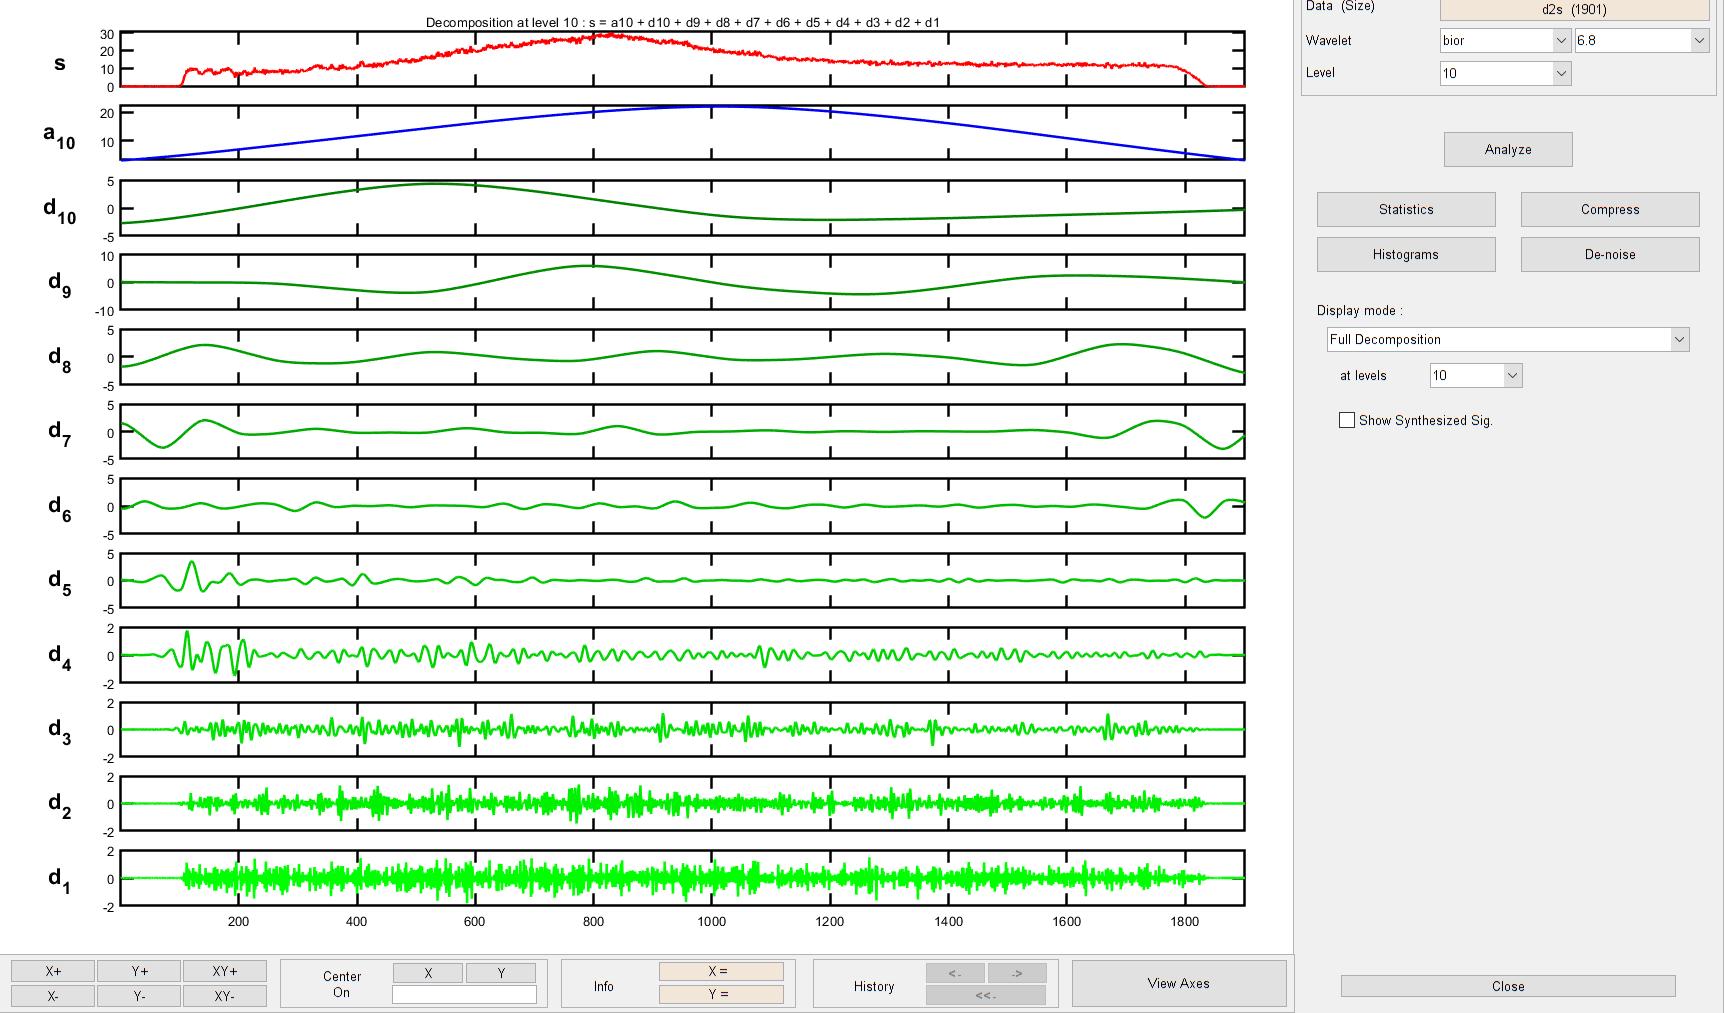 Decomposition at level 10 : s = a10 + d10 + d9 + d8 + d7 + d6 + d5 + d4 + d3 + d2 + d1
s
30
20
10
0
a10
20
10
d10
5
0
-5
d9
10
0
-10
d8
5
0
-5
d7
5
0
-5
d6
5
0
-5
d5
5
0
-5
d4
2
0
-2
d3
2
0
-2
d2
2
0
-2
d1
2
0
-2
200 400 600 800 1000 1200 1400 1600 1800
Data (Size) d2s (1901)
Wavelet bior 6.8
Level 10
Analyze
Statistics Compress
Histograms De-noise
Display mode :
Full Decomposition
at levels 10
Show Synthesized Sig.
X+ Y+ XY+
X- Y- XY-
Center
On
X Y
Info
X =
Y =
History
<- ->
<<-
View Axes
Close